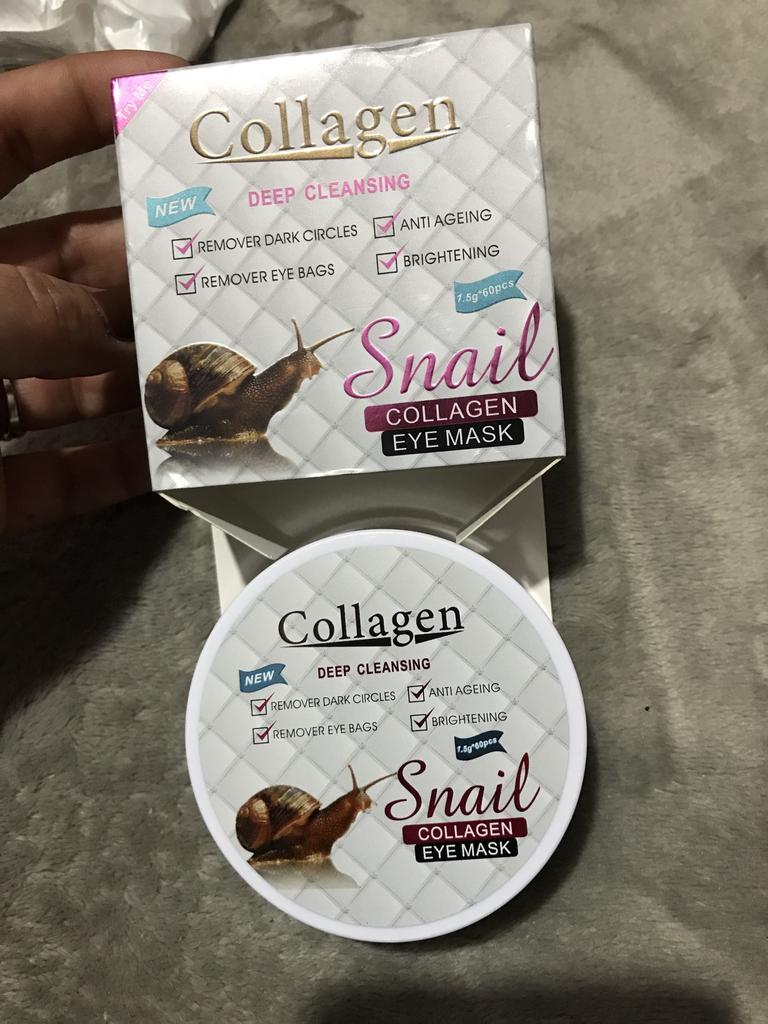 Try Me
Collagen
DEEP CLEANSING
NEW
REMOVER DARK CIRCLES
ANTI AGEING
REMOVER EYE BAGS
BRIGHTENING
1.5g*60pcs
Snail
COLLAGEN
EYE MASK
Collagen
DEEP CLEANSING
NEW
REMOVER DARK CIRCLES
ANTI AGEING
REMOVER EYE BAGS
BRIGHTENING
1.5g*60pcs
Snail
COLLAGEN
EYE MASK